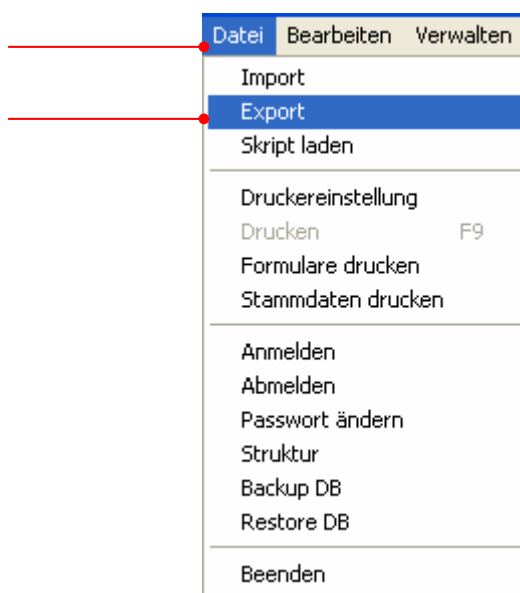 Datei Bearbeiten Verwalten
Import
Export
Skript laden
Druckereinstellung
Drucken F9
Formulare drucken
Stammdaten drucken
Anmelden
Abmelden
Passwort ändern
Struktur
Backup DB
Restore DB
Beenden